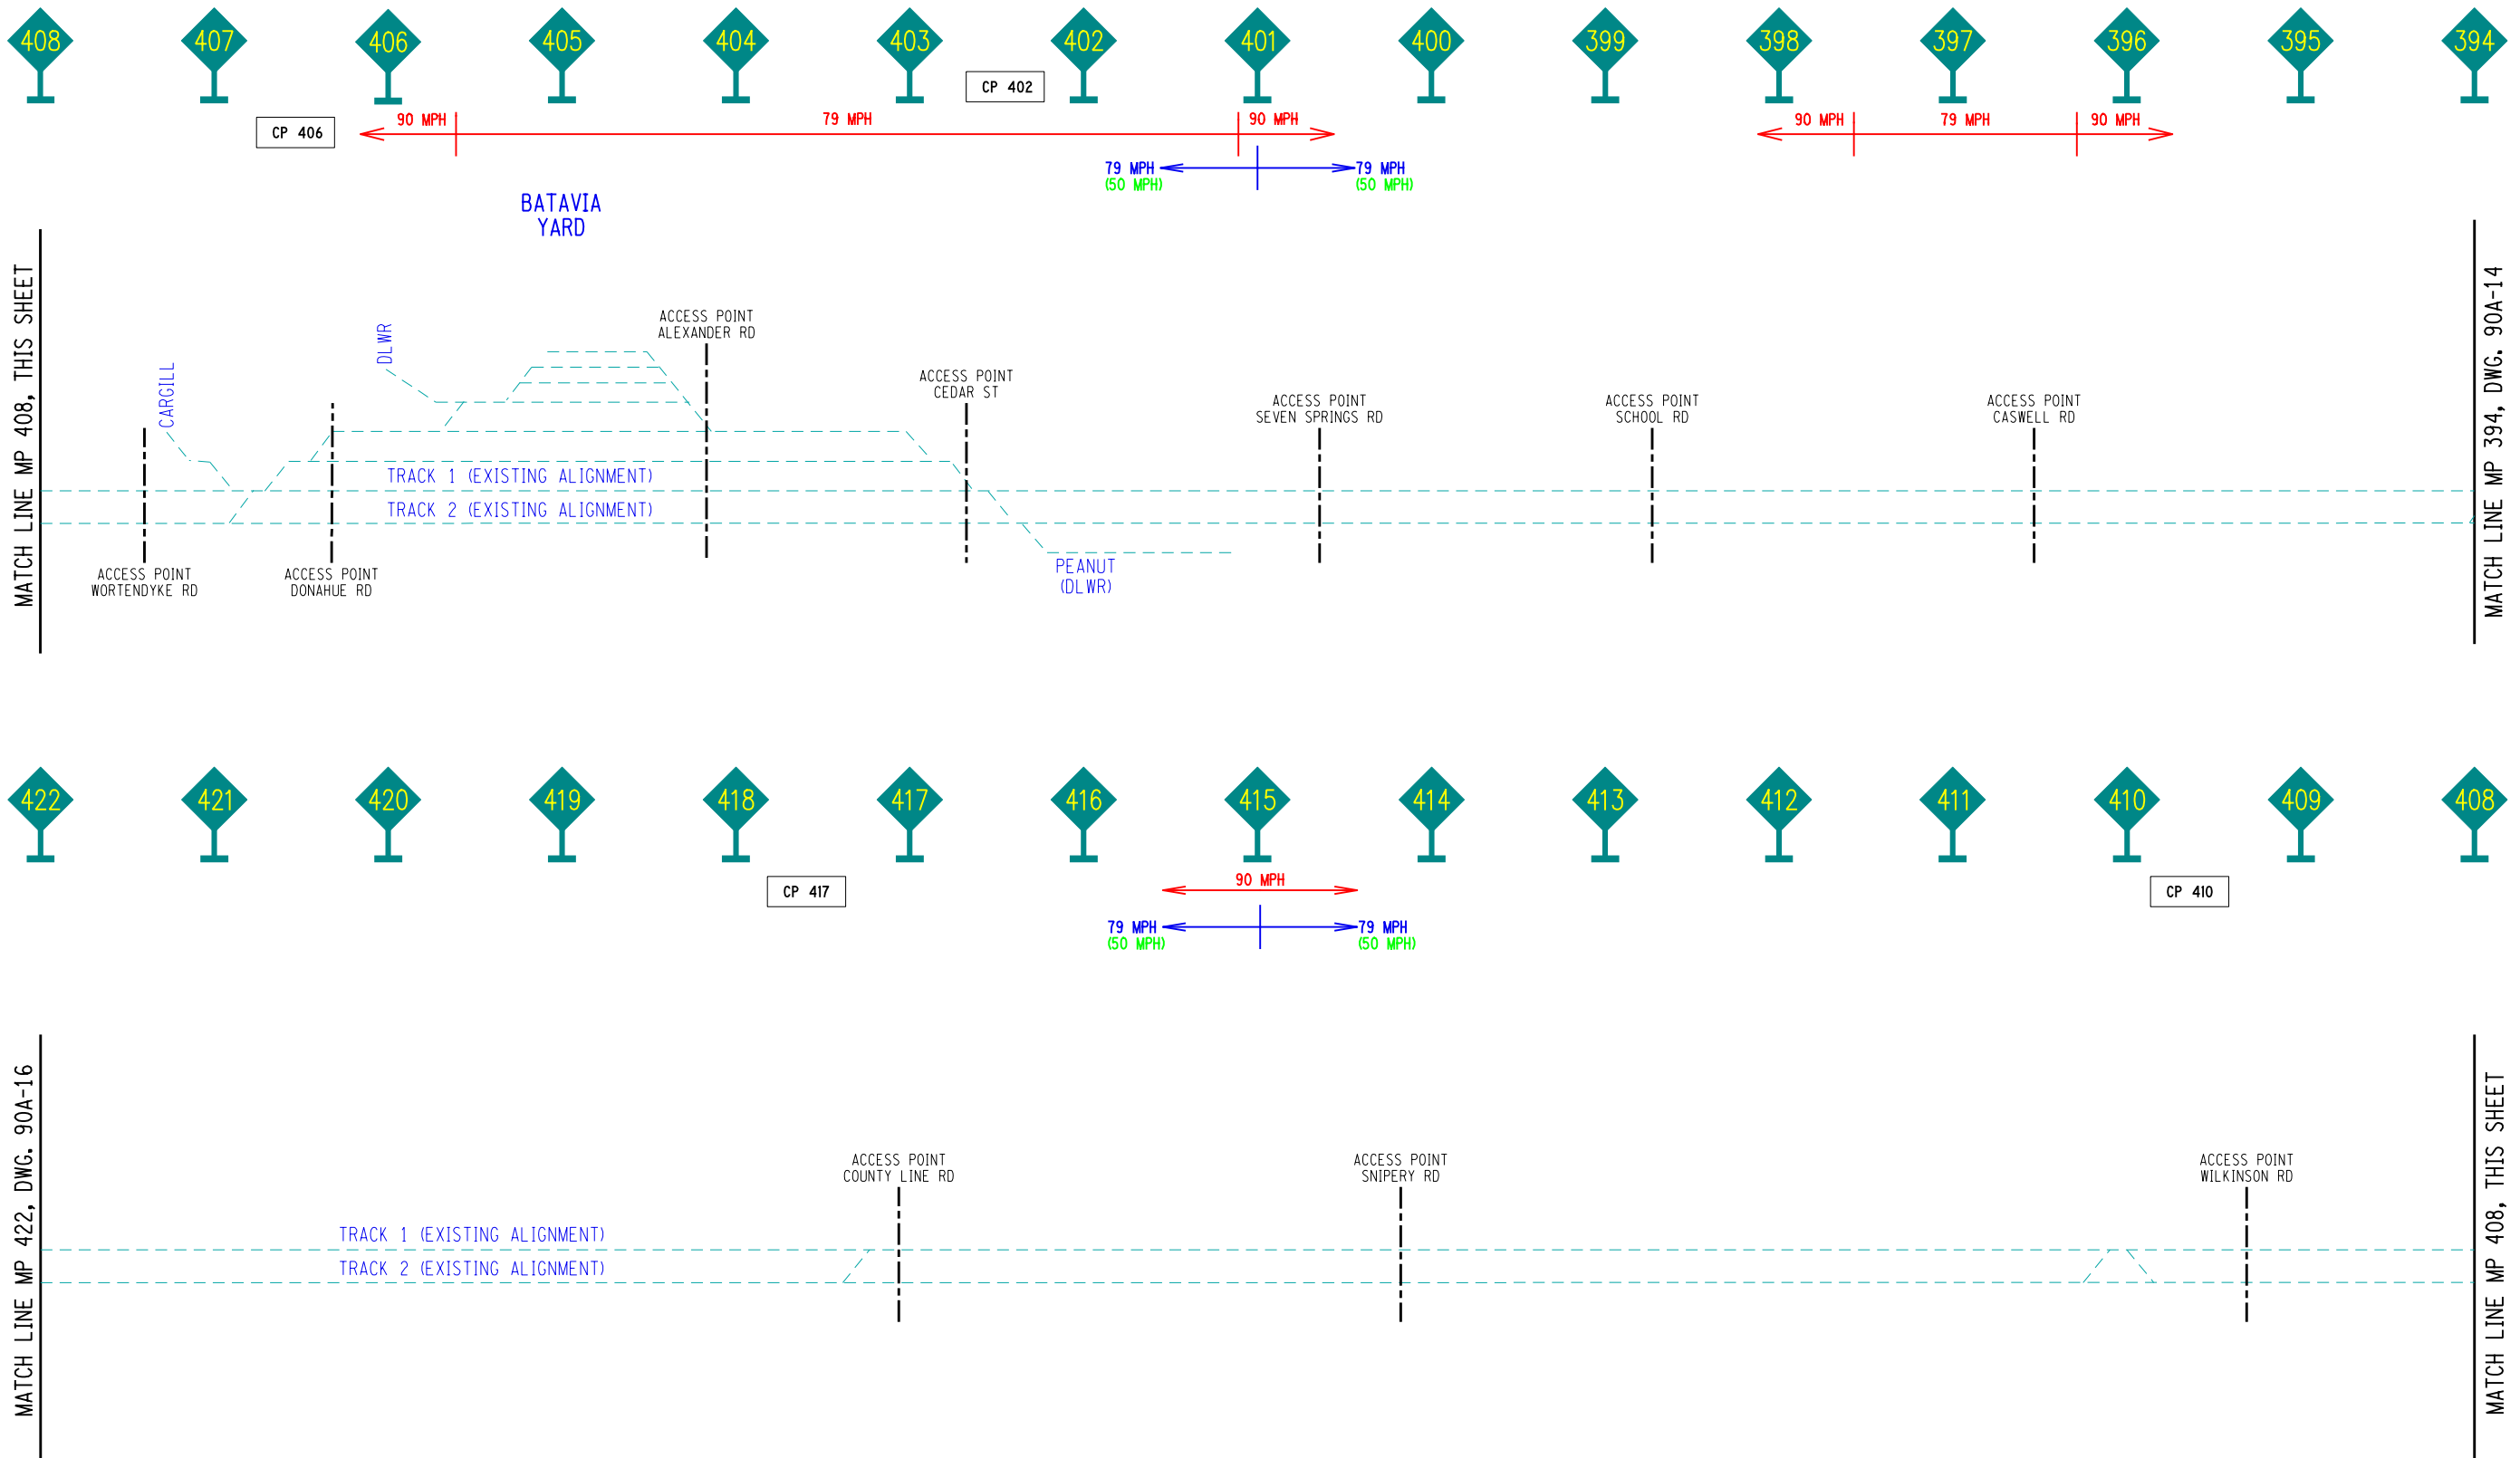 408 407 406 405 404 403 402 401 400 399 398 397 396 395 394
CP 402
CP 406
90 MPH 79 MPH 90 MPH
90 MPH 79 MPH 90 MPH
79 MPH
(50 MPH)
79 MPH
(50 MPH)
BATAVIA
YARD
MATCH LINE MP 408, THIS SHEET
CARGILL
DLWR
ACCESS POINT
ALEXANDER RD
ACCESS POINT
CEDAR ST
ACCESS POINT
SEVEN SPRINGS RD
ACCESS POINT
SCHOOL RD
ACCESS POINT
CASWELL RD
MATCH LINE MP 394, DWG. 90A-14
TRACK 1 (EXISTING ALIGNMENT)
TRACK 2 (EXISTING ALIGNMENT)
ACCESS POINT
WORTENDYKE RD
ACCESS POINT
DONAHUE RD
PEANUT
(DLWR)
422 421 420 419 418 417 416 415 414 413 412 411 410 409 408
CP 417
90 MPH
CP 410
79 MPH
(50 MPH)
79 MPH
(50 MPH)
MATCH LINE MP 422, DWG. 90A-16
ACCESS POINT
COUNTY LINE RD
ACCESS POINT
SNIPERY RD
ACCESS POINT
WILKINSON RD
MATCH LINE MP 408, THIS SHEET
TRACK 1 (EXISTING ALIGNMENT)
TRACK 2 (EXISTING ALIGNMENT)